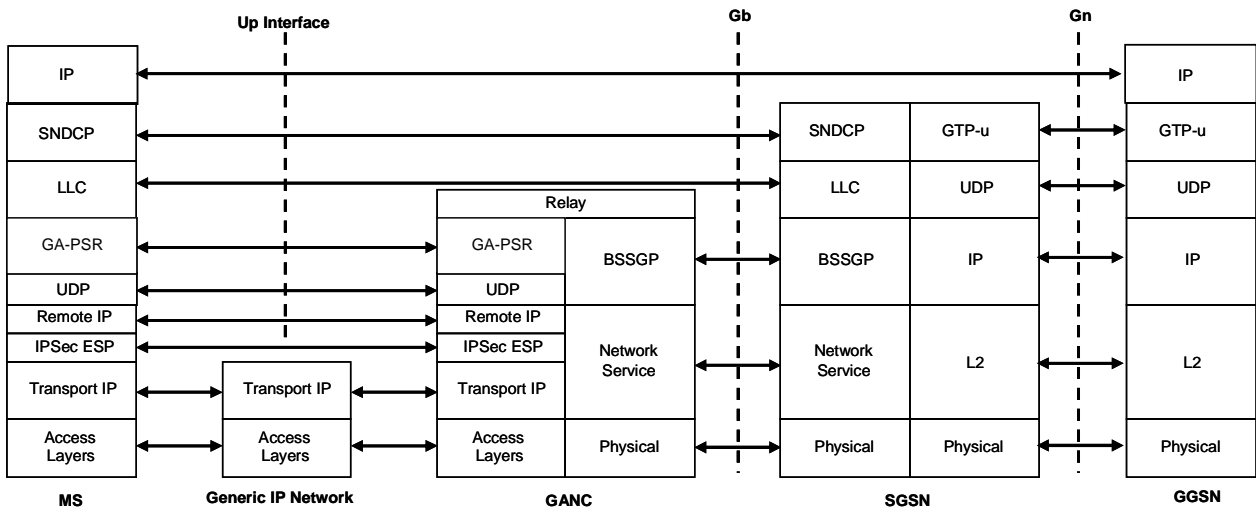 Up Interface
Gb
Gn
IP
IP
SNDCP
SNDCP
GTP-u
GTP-u
LLC
LLC
UDP
UDP
Relay
GA-PSR
GA-PSR
BSSGP
BSSGP
IP
IP
UDP
UDP
Remote IP
Remote IP
IPSec ESP
IPSec ESP
Network
Service
Network
Service
L2
L2
Transport IP
Transport IP
Transport IP
Access
Layers
Access
Layers
Access
Layers
Physical
Physical
Physical
Physical
MS
Generic IP Network
GANC
SGSN
GGSN